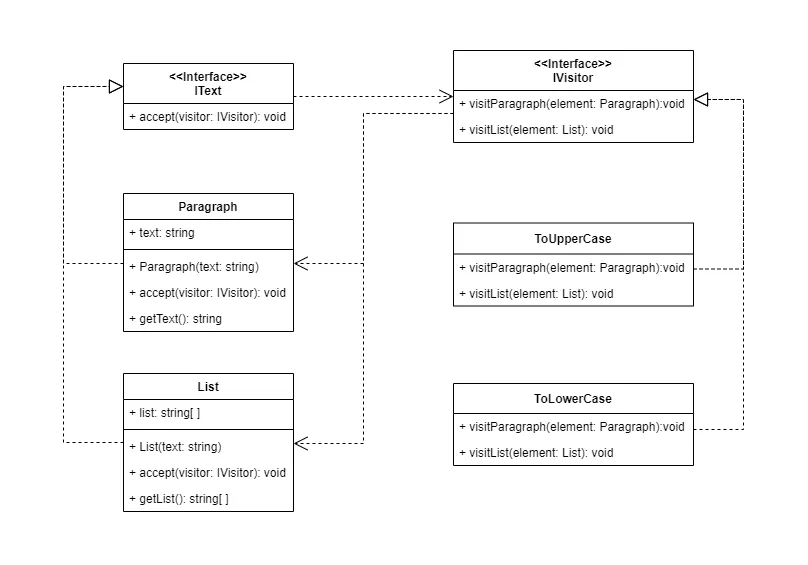 <<Interface>>
IText
+ accept(visitor: IVisitor): void
<<Interface>>
IVisitor
+ visitParagraph(element: Paragraph):void
+ visitList(element: List): void
Paragraph
+ text: string
+ Paragraph(text: string)
+ accept(visitor: IVisitor): void
+ getText(): string
ToUpperCase
+ visitParagraph(element: Paragraph):void
+ visitList(element: List): void
List
+ list: string[ ]
+ List(text: string)
+ accept(visitor: IVisitor): void
+ getList(): string[ ]
ToLowerCase
+ visitParagraph(element: Paragraph):void
+ visitList(element: List): void